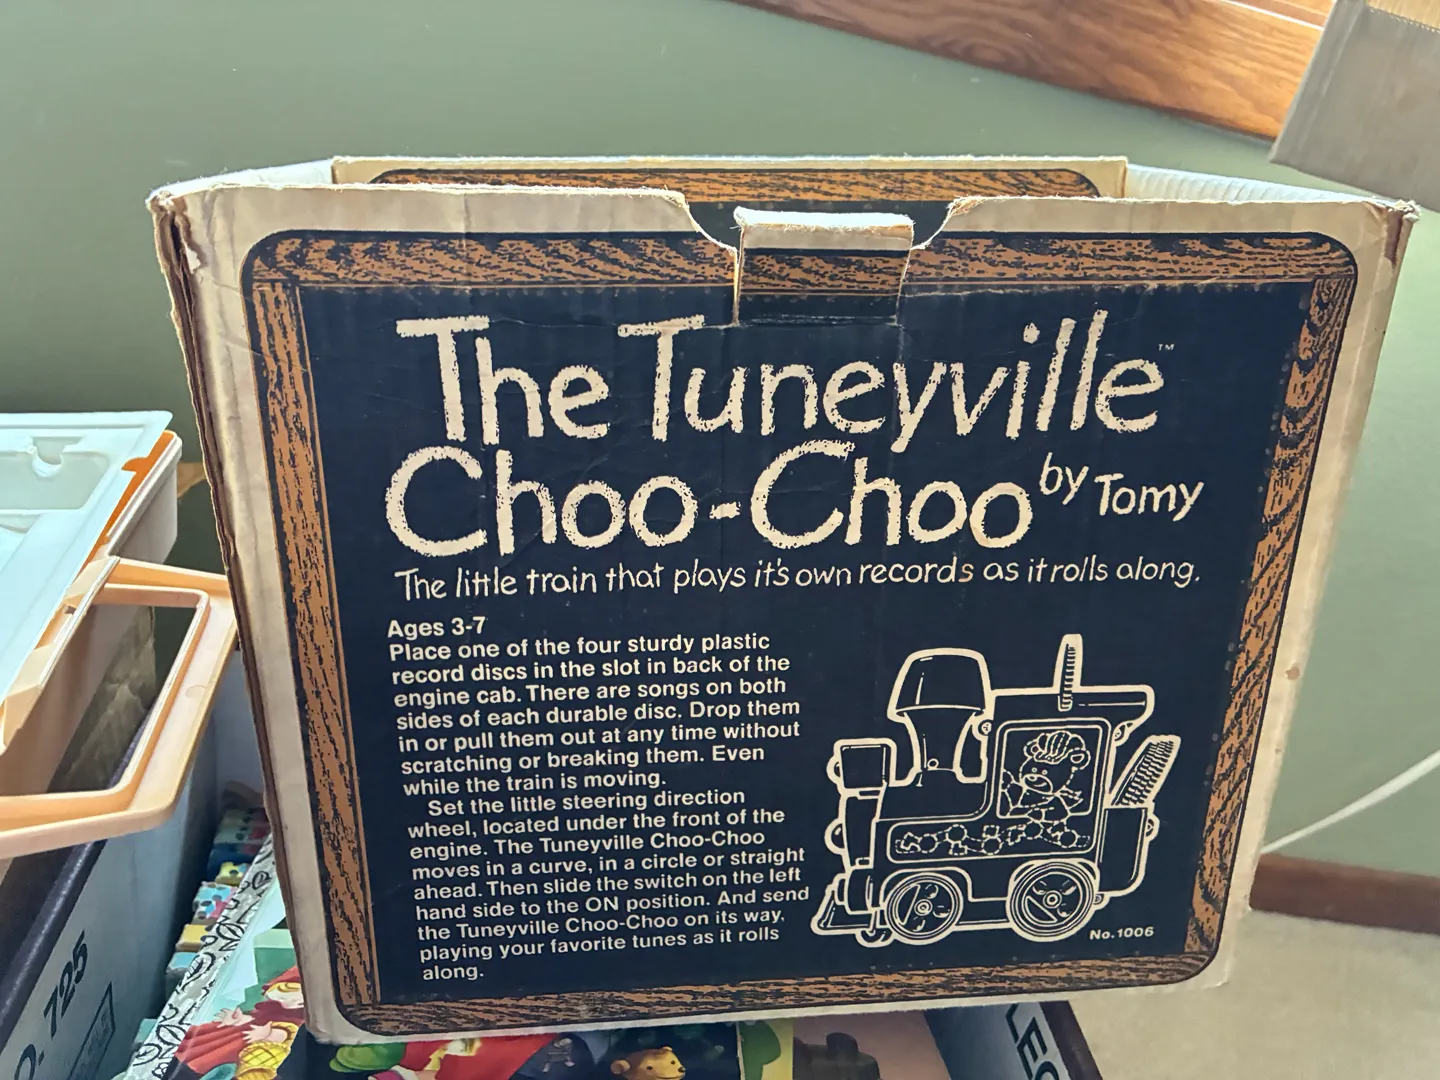 The Tuneyville™
Choo-Choo by Tomy
The little train that plays it's own records as it rolls along.
Ages 3-7
Place one of the four sturdy plastic
record discs in the slot in back of the
engine cab. There are songs on both
sides of each durable disc. Drop them
in or pull them out at any time without
scratching or breaking them. Even
while the train is moving.
Set the little steering direction
wheel, located under the front of the
engine. The Tuneyville Choo-Choo
moves in a curve, in a circle or straight
ahead. Then slide the switch on the left
hand side to the ON position. And send
the Tuneyville Choo-Choo on its way,
playing your favorite tunes as it rolls
along.
No.1006
725